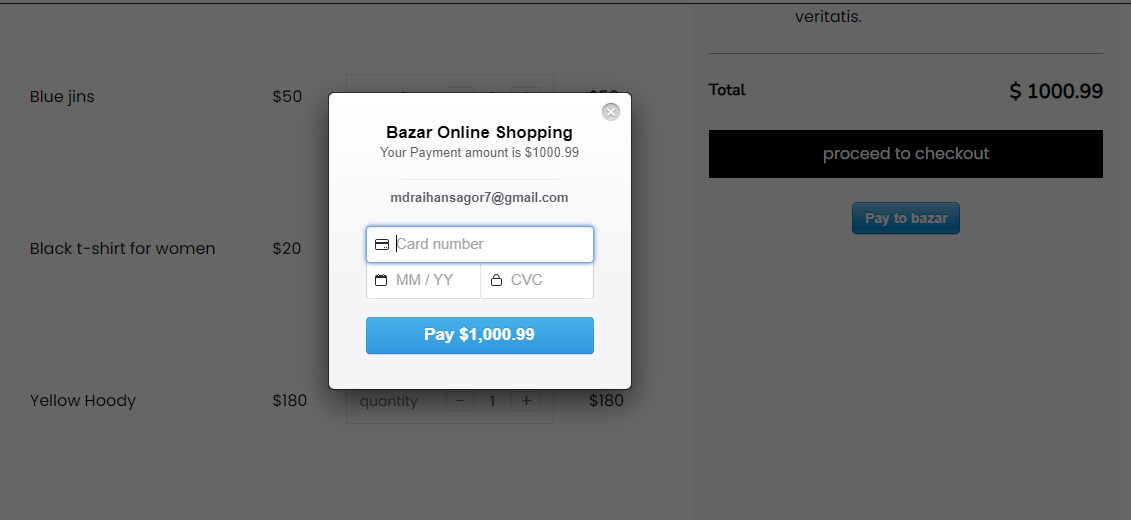 veritatis.
Blue jins $50 $50
Total $ 1000.99
Bazar Online Shopping
Your Payment amount is $1000.99
proceed to checkout
mdraihansagor7@gmail.com
Pay to bazar
Card number
Black t-shirt for women $20
MM / YY CVC
Pay $1,000.99
Yellow Hoody $180 quantity - 1 + $180